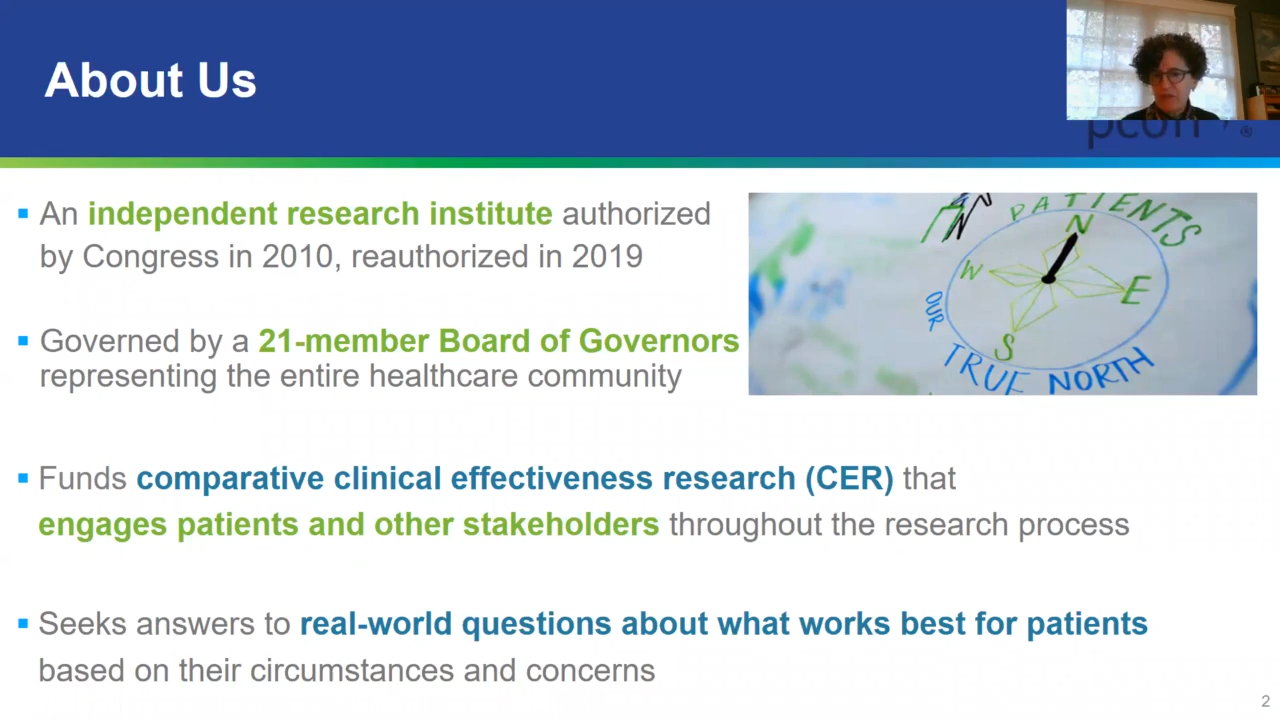 About Us
pcori
®
An independent research institute authorized
by Congress in 2010, reauthorized in 2019
Governed by a 21-member Board of Governors
representing the entire healthcare community
PATIENTS
N
W
E
S
OUR
TRUE NORTH
Funds comparative clinical effectiveness research (CER) that
engages patients and other stakeholders throughout the research process
Seeks answers to real-world questions about what works best for patients
based on their circumstances and concerns
2